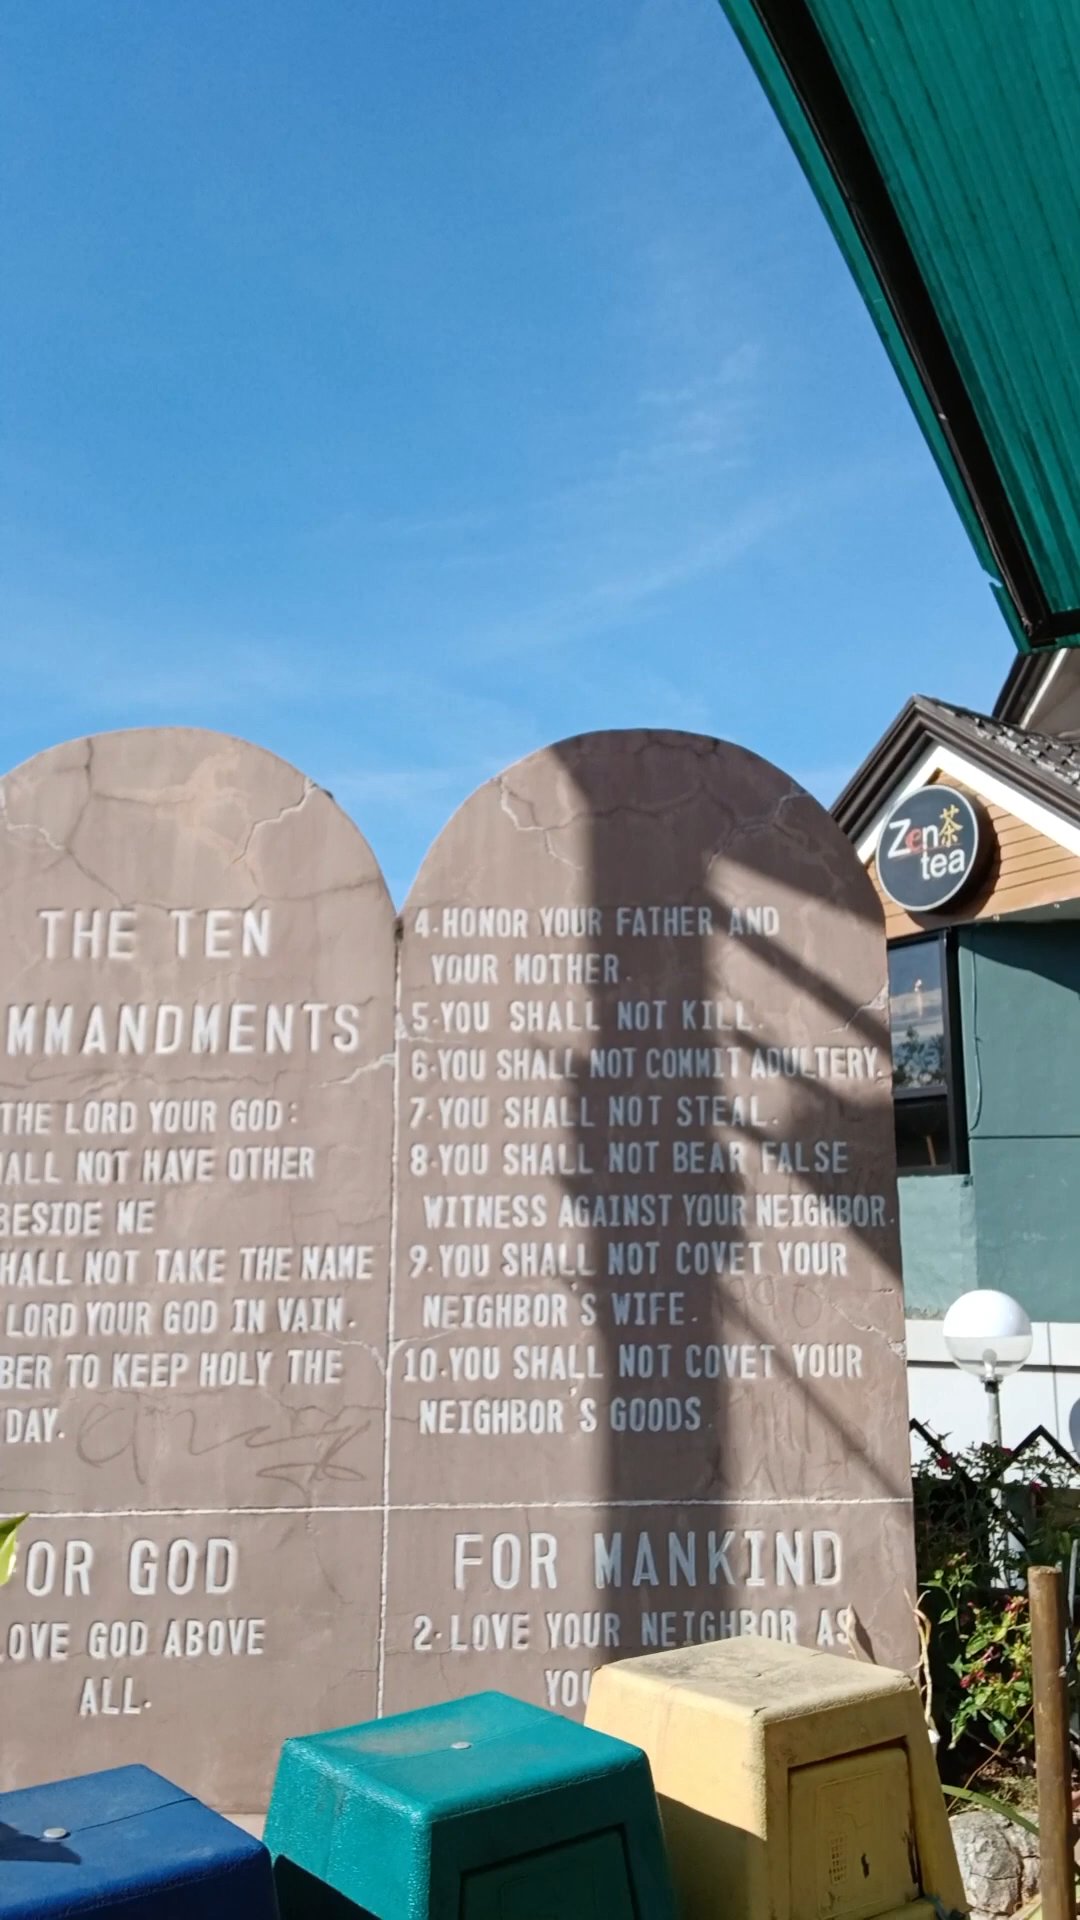 THE TEN
MMANDMENTS
THE LORD YOUR GOD:
ALL NOT HAVE OTHER
BESIDE ME
HALL NOT TAKE THE NAME
LORD YOUR GOD IN VAIN.
BER TO KEEP HOLY THE
DAY.
OR GOD
LOVE GOD ABOVE
ALL.
4.HONOR YOUR FATHER AND
YOUR MOTHER.
5.YOU SHALL NOT KILL.
6.YOU SHALL NOT COMMIT ADULTERY.
7.YOU SHALL NOT STEAL.
8.YOU SHALL NOT BEAR FALSE
WITNESS AGAINST YOUR NEIGHBOR.
9.YOU SHALL NOT COVET YOUR
NEIGHBOR'S WIFE.
10.YOU SHALL NOT COVET YOUR
NEIGHBOR'S GOODS.
FOR MANKIND
2.LOVE YOUR NEIGHBOR AS
YOU
Zen茶
tea